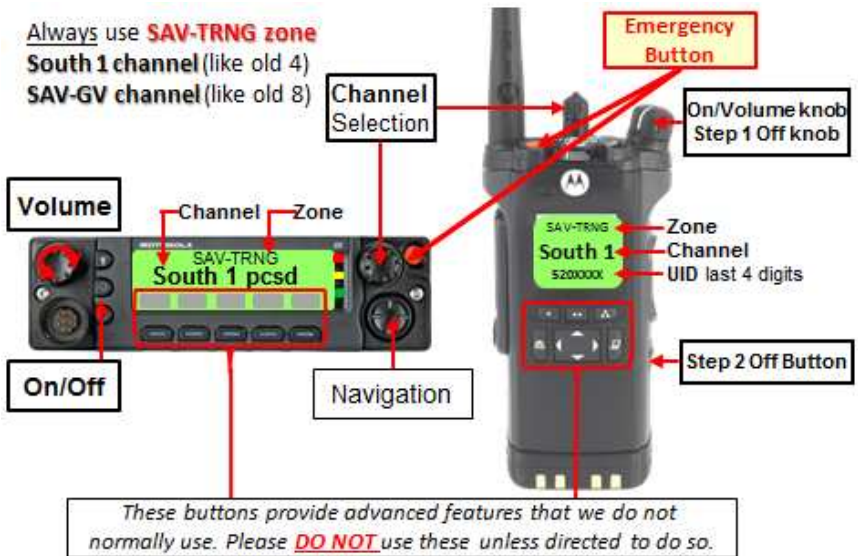 Always use SAV-TRNG zone
South 1 channel (like old 4)
SAV-GV channel (like old 8)
Channel
Selection
Emergency
Button
On/Volume knob
Step 1 Off knob
Volume
Channel
Zone
MOTOROLA
SAV-TRNG
South 1 pcsd
SAV-TRNG
South 1
520XXXX
Zone
Channel
UID last 4 digits
On/Off
Navigation
Step 2 Off Button
These buttons provide advanced features that we do not
normally use. Please DO NOT use these unless directed to do so.